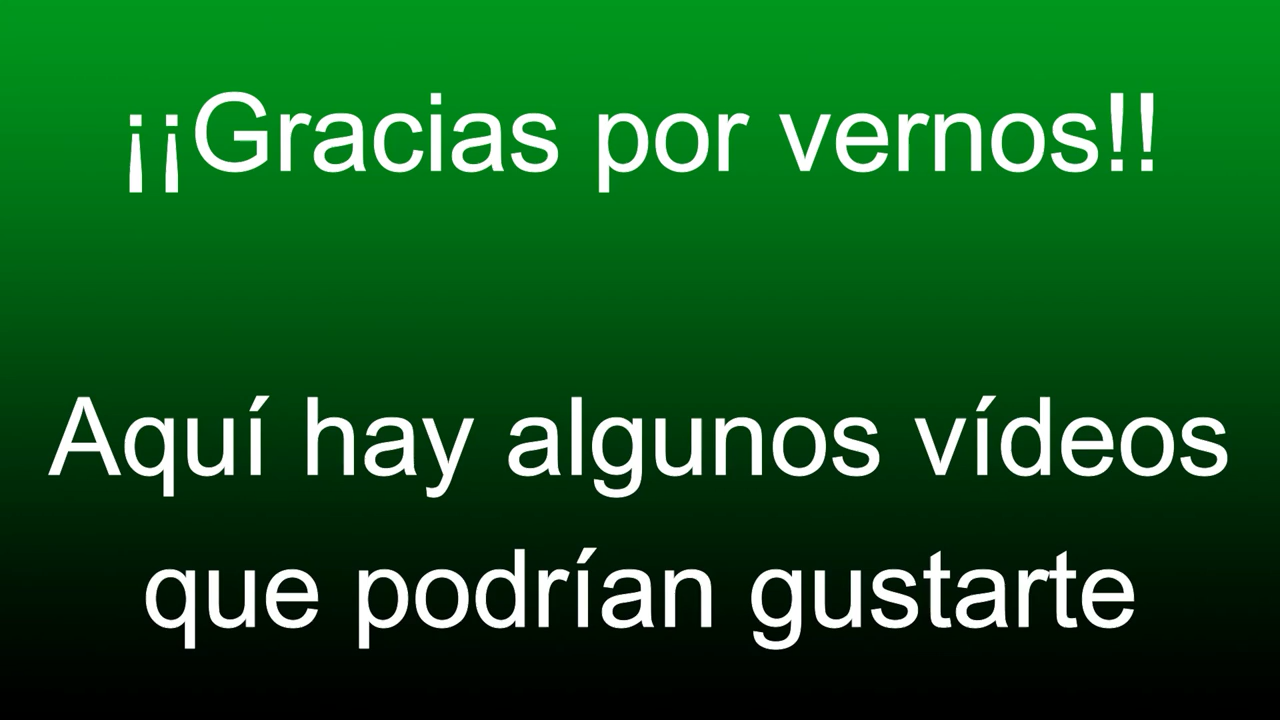 ¡¡Gracias por vernos!!
Aquí hay algunos vídeos
que podrían gustarte